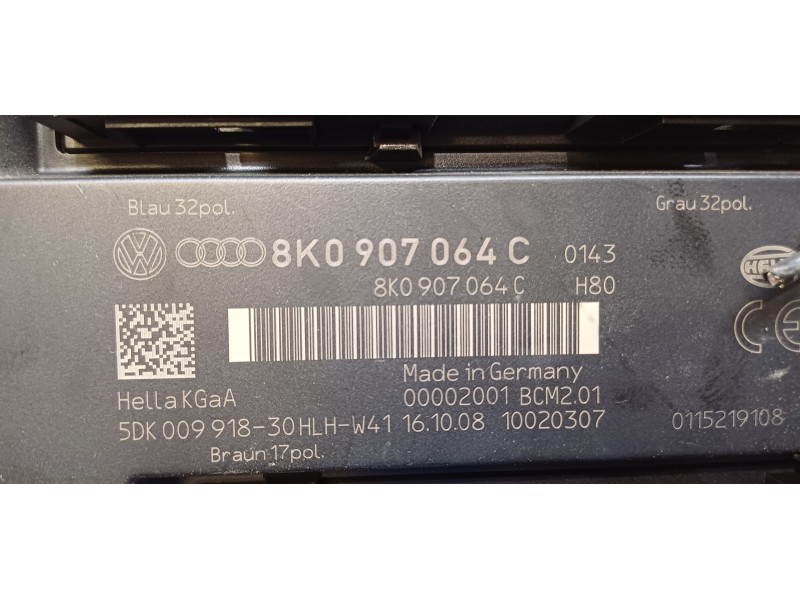 Blau 32pol.
Grau 32pol.
8K0 907 064 C 0143
8K0 907 064 C H80
HELLA
Made in Germany
Hella KGaA 00002001 BCM2.01
5DK 009 918-30 HLH-W41 16.10.08 10020307 0115219108
Braun 17pol.